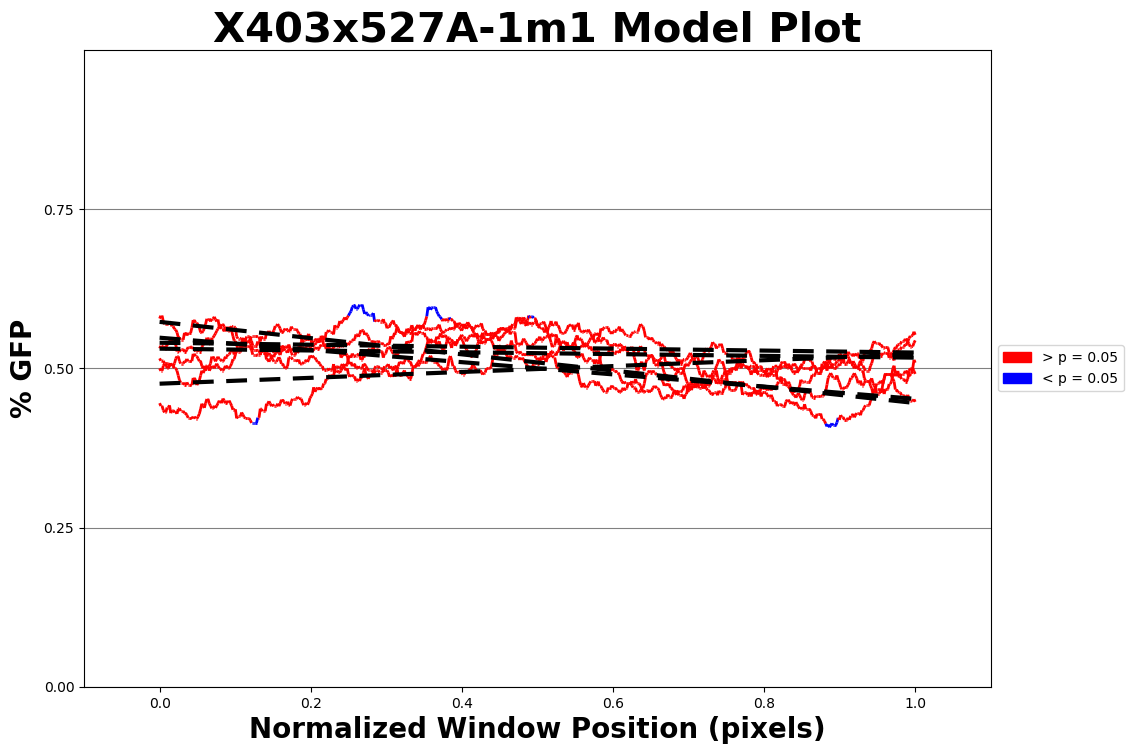 X403x527A-1m1 Model Plot
% GFP
0.75
0.50
0.25
0.00
0.0 0.2 0.4 0.6 0.8 1.0
Normalized Window Position (pixels)
> p = 0.05
< p = 0.05